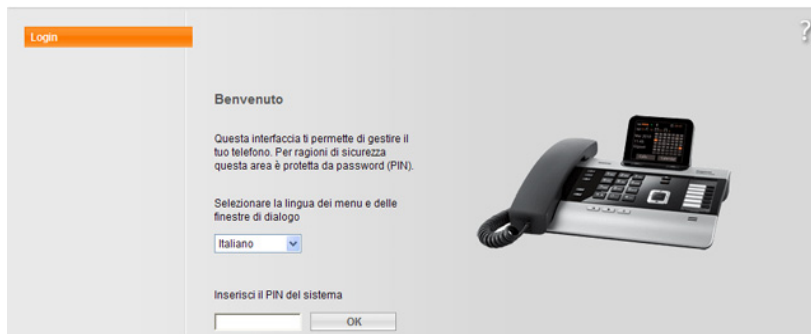 Login
?
Benvenuto
Questa interfaccia ti permette di gestire il
tuo telefono. Per ragioni di sicurezza
questa area è protetta da password (PIN).
Selezionare la lingua dei menu e delle
finestre di dialogo
Italiano
Inserisci il PIN del sistema
OK